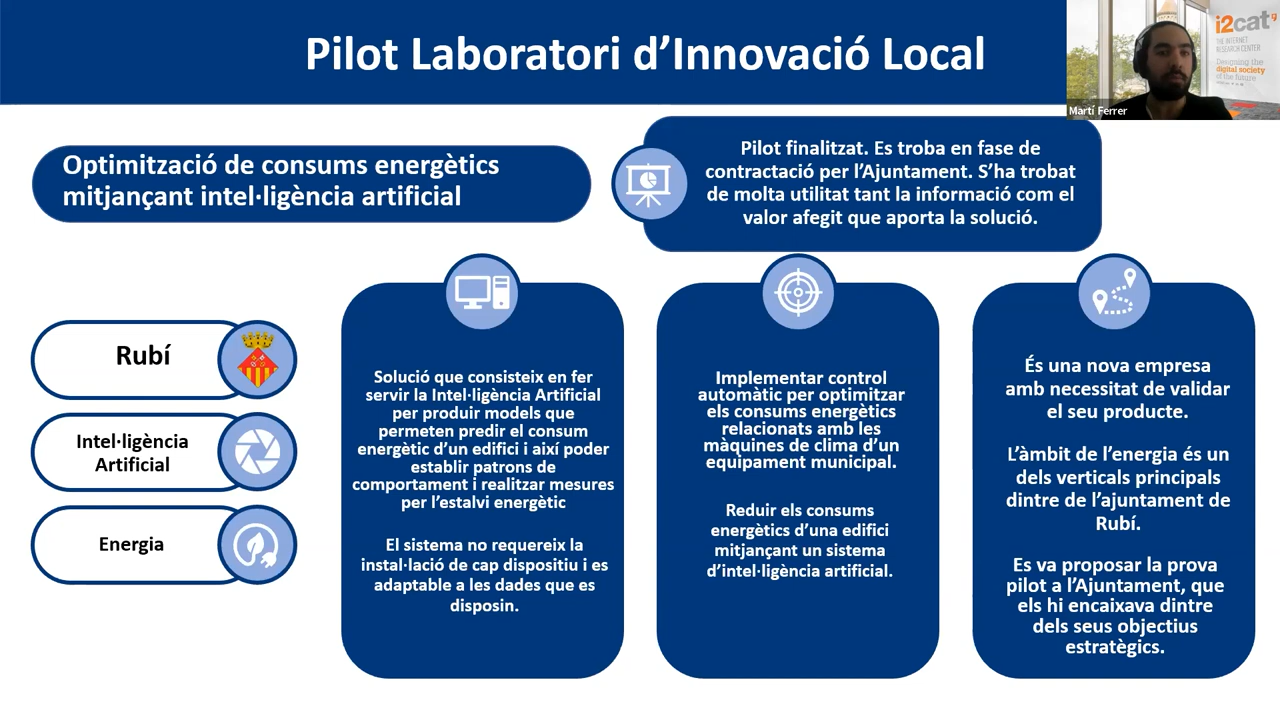 Pilot Laboratori d’Innovació Local
i2cat
THE INTERNET
RESEARCH CENTER
Designing the
digital society
of the future
Martí Ferrer
Optimització de consums energètics
mitjançant intel·ligència artificial
Pilot finalitzat. Es troba en fase de
contractació per l’Ajuntament. S’ha trobat
de molta utilitat tant la informació com el
valor afegit que aporta la solució.
Rubí
Intel·ligència
Artificial
Energia
Solució que consisteix en fer
servir la Intel·ligència Artificial
per produir models que
permeten predir el consum
energètic d’un edifici i així poder
establir patrons de
comportament i realitzar mesures
per l’estalvi energètic
El sistema no requereix la
instal·lació de cap dispositiu i es
adaptable a les dades que es
disposin.
Implementar control
automàtic per optimitzar
els consums energètics
relacionats amb les
màquines de clima d’un
equipament municipal.
Reduir els consums
energètics d’una edifici
mitjançant un sistema
d’intel·ligència artificial.
És una nova empresa
amb necessitat de validar
el seu producte.
L’àmbit de l’energia és un
dels verticals principals
dintre de l’ajuntament de
Rubí.
Es va proposar la prova
pilot a l’Ajuntament, que
els hi encaixava dintre
dels seus objectius
estratègics.